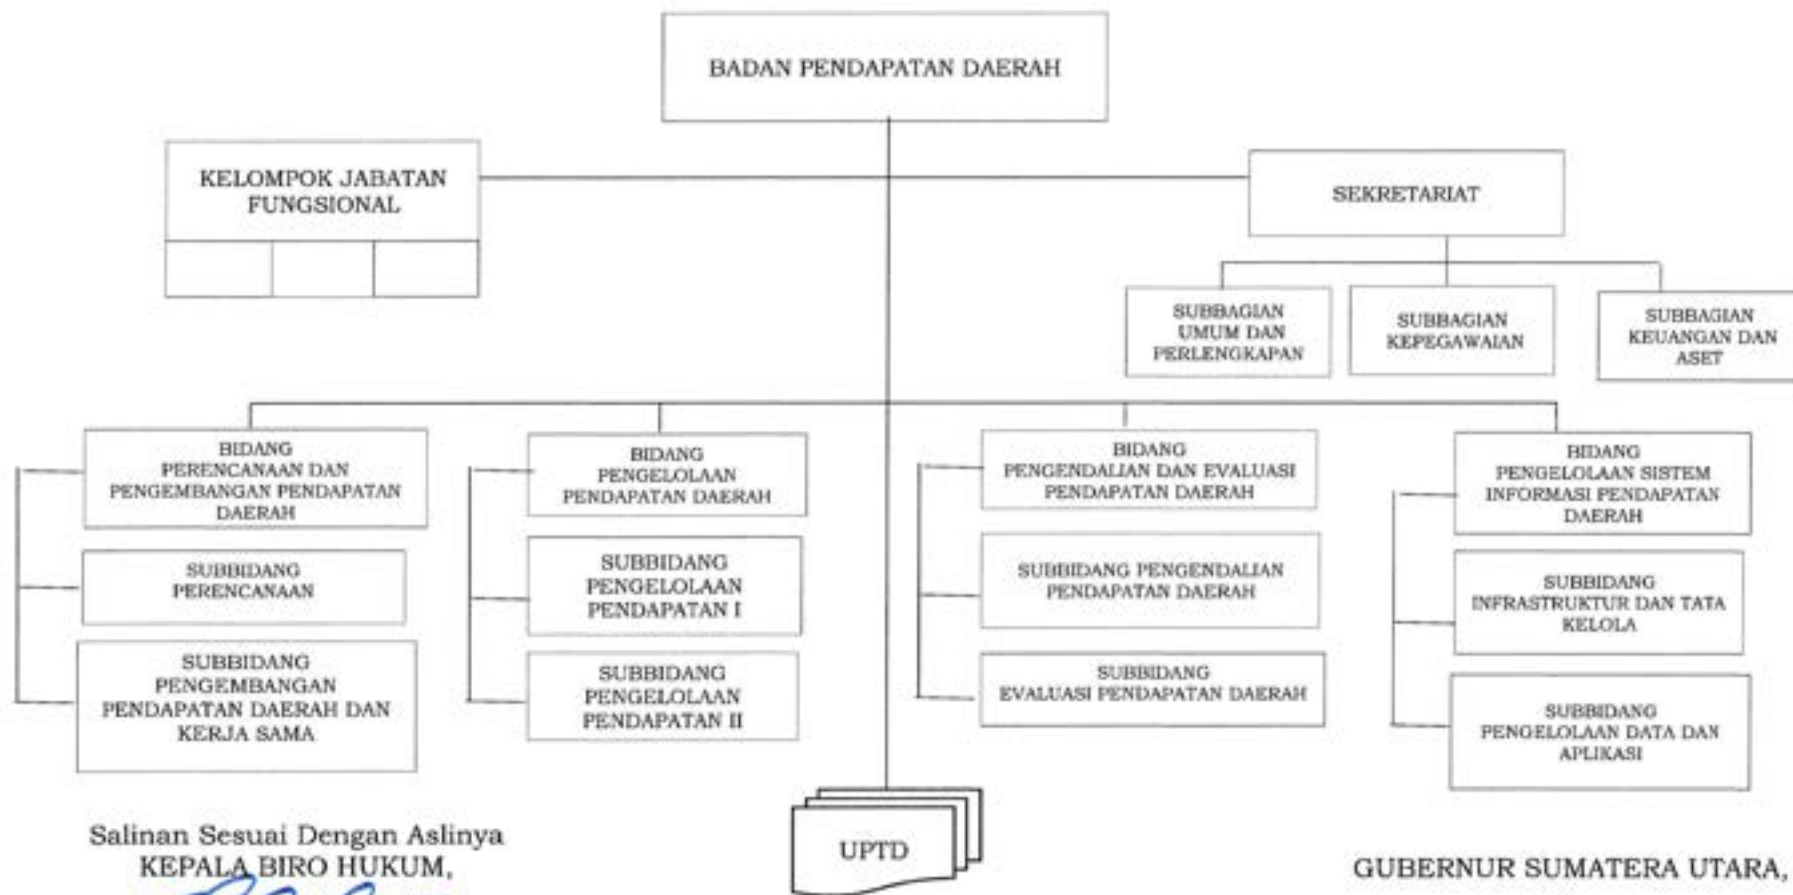 BADAN PENDAPATAN DAERAH
KELOMPOK JABATAN
FUNGSIONAL
SEKRETARIAT
SUBBAGIAN
UMUM DAN
PERLENGKAPAN
SUBBAGIAN
KEPEGAWAIAN
SUBBAGIAN
KEUANGAN DAN
ASET
BIDANG
PERENCANAAN DAN
PENGEMBANGAN PENDAPATAN
DAERAH
SUBBIDANG
PERENCANAAN
SUBBIDANG
PENGEMBANGAN
PENDAPATAN DAERAH DAN
KERJA SAMA
BIDANG
PENGELOLAAN
PENDAPATAN DAERAH
SUBBIDANG
PENGELOLAAN
PENDAPATAN I
SUBBIDANG
PENGELOLAAN
PENDAPATAN II
BIDANG
PENGENDALIAN DAN EVALUASI
PENDAPATAN DAERAH
SUBBIDANG PENGENDALIAN
PENDAPATAN DAERAH
SUBBIDANG
EVALUASI PENDAPATAN DAERAH
BIDANG
PENGELOLAAN SISTEM
INFORMASI PENDAPATAN
DAERAH
SUBBIDANG
INFRASTRUKTUR DAN TATA
KELOLA
SUBBIDANG
PENGELOLAAN DATA DAN
APLIKASI
UPTD
Salinan Sesuai Dengan Aslinya
KEPALA BIRO HUKUM,
GUBERNUR SUMATERA UTARA,